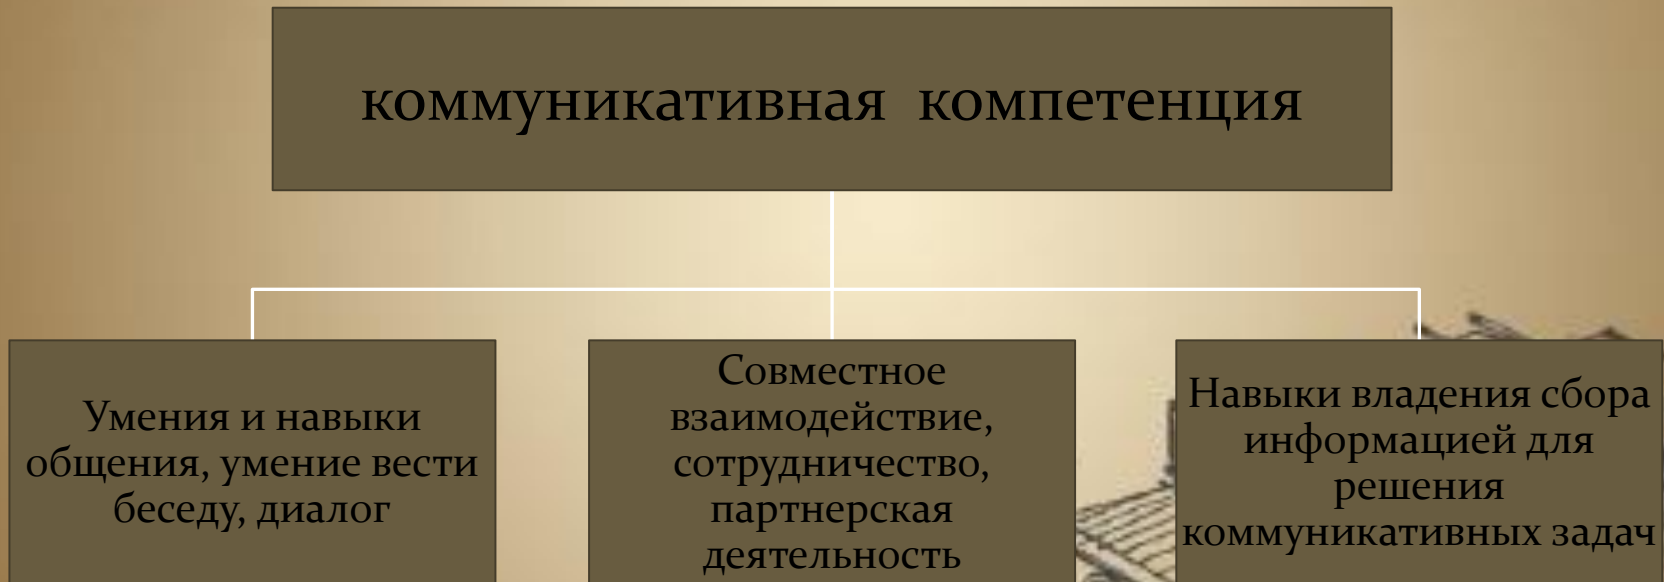 коммуникативная компетенция
Умения и навыки
общения, умение вести
беседу, диалог
Совместное
взаимодействие,
сотрудничество,
партнерская
деятельность
Навыки владения сбора
информацией для
решения
коммуникативных задач